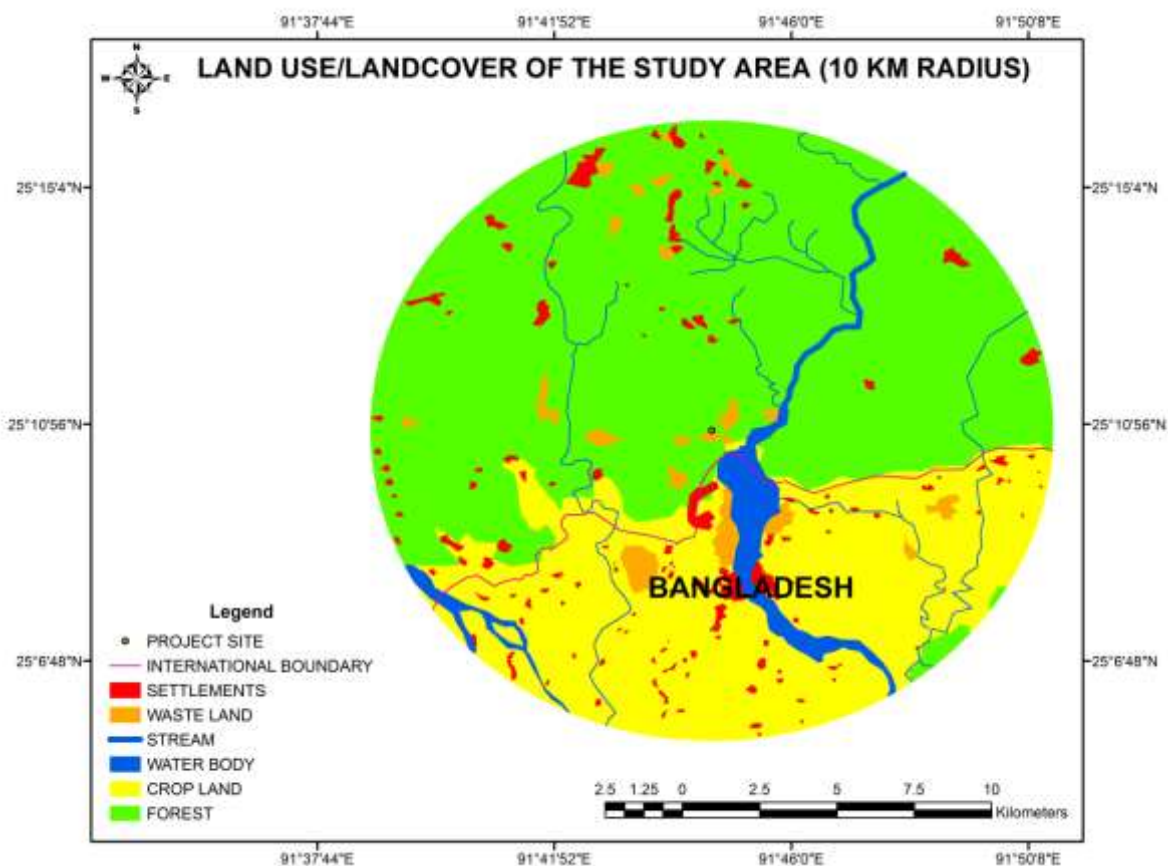 91°37'44"E 91°41'52"E 91°46'0"E 91°50'8"E
N
W E
S
LAND USE/LANDCOVER OF THE STUDY AREA (10 KM RADIUS)
25°15'4"N 25°15'4"N
25°10'56"N 25°10'56"N
BANGLADESH
Legend
PROJECT SITE
INTERNATIONAL BOUNDARY
25°6'48"N 25°6'48"N
SETTLEMENTS
WASTE LAND
STREAM
WATER BODY
CROP LAND
FOREST
2.5 1.25 0 2.5 5 7.5 10
Kilometers
91°37'44"E 91°41'52"E 91°46'0"E 91°50'8"E